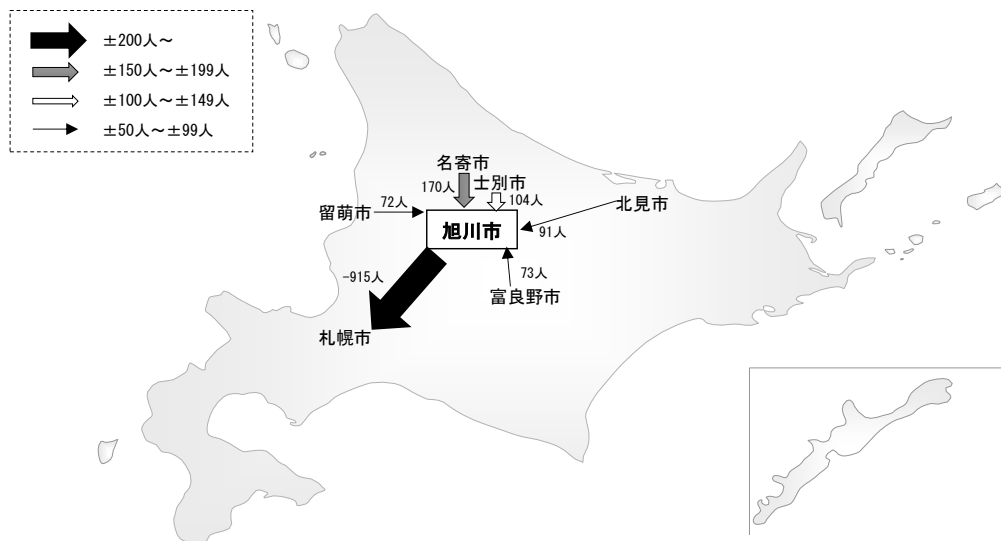 ±200人～
±150人～±199人
±100人～±149人
±50人～±99人
名寄市
170人
士別市
104人
留萌市
72人
旭川市
北見市
91人
-915人
73人
富良野市
札幌市